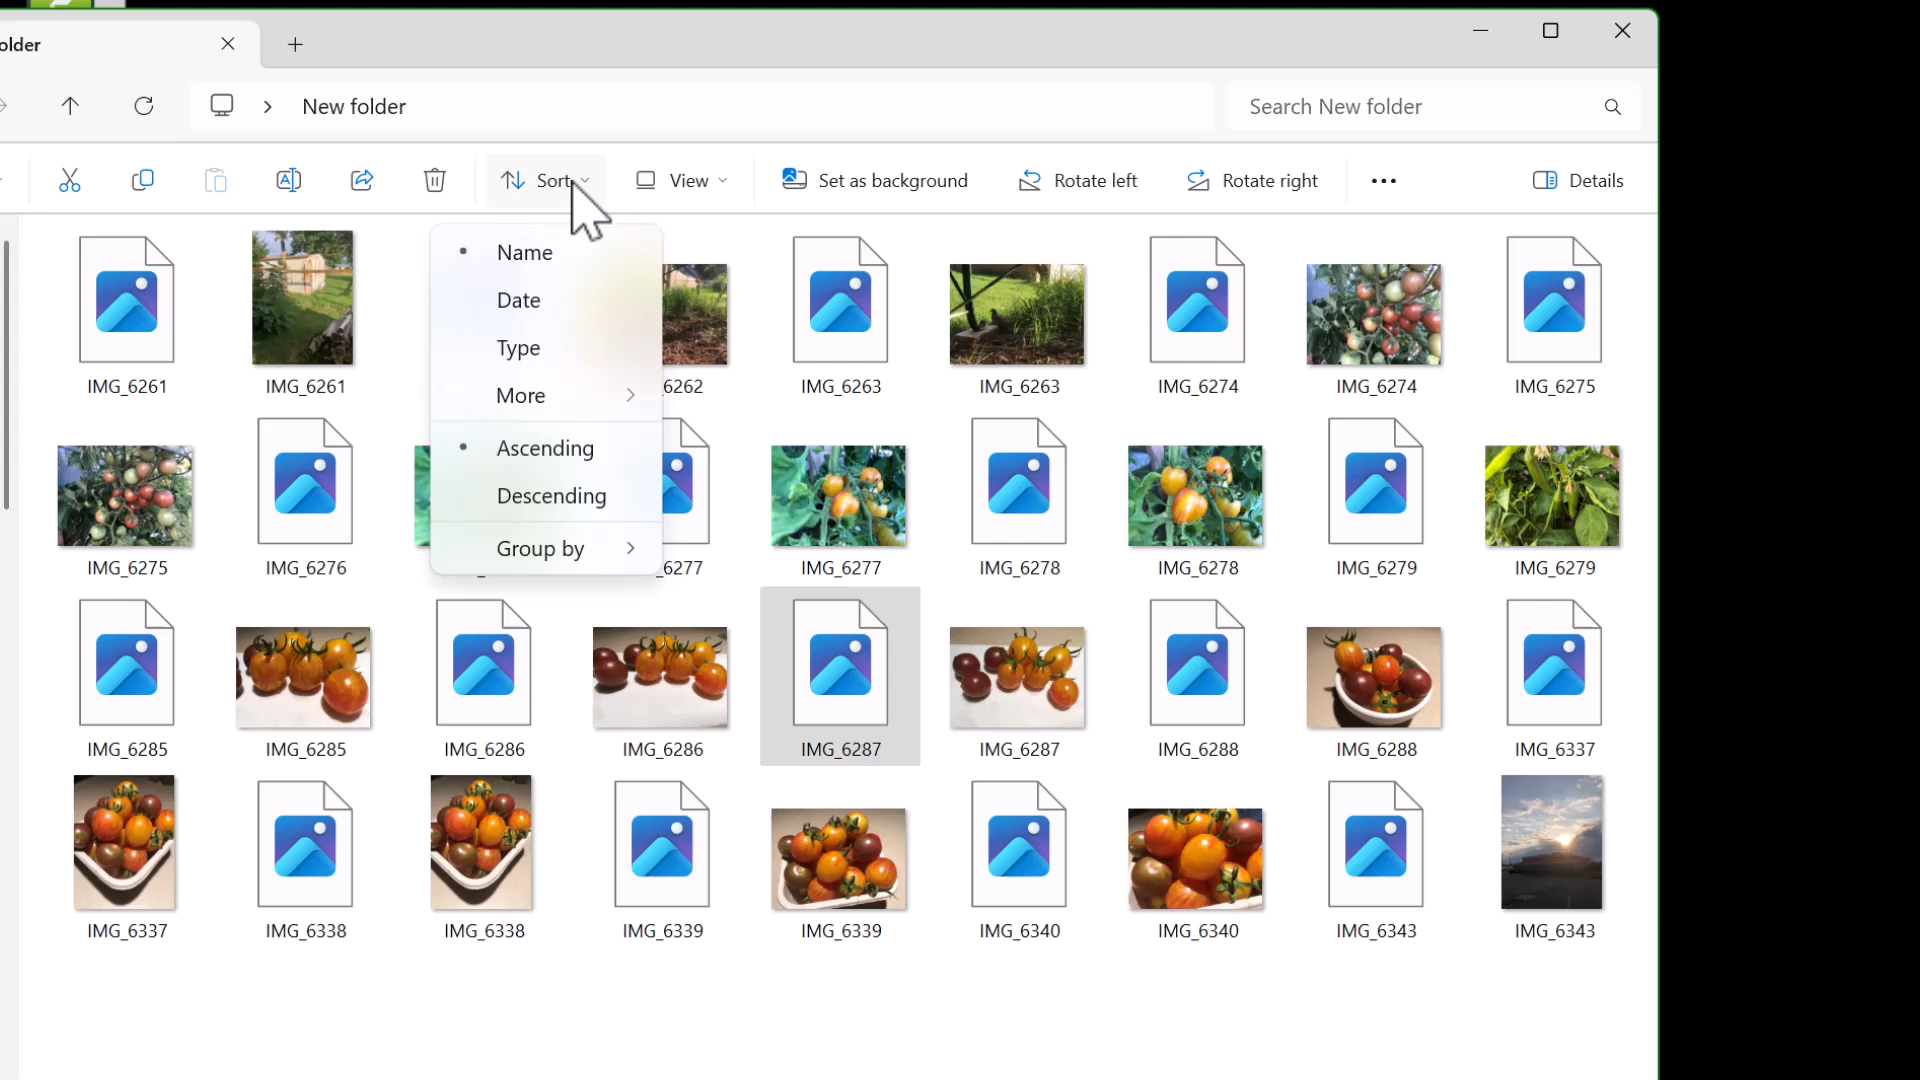 older
New folder
Search New folder
Sort
View
Set as background
Rotate left
Rotate right
Details
Name
Date
Type
More
Ascending
Descending
Group by
IMG_6261
IMG_6261
6262
IMG_6263
IMG_6263
IMG_6274
IMG_6274
IMG_6275
IMG_6275
IMG_6276
6277
IMG_6277
IMG_6278
IMG_6278
IMG_6279
IMG_6279
IMG_6285
IMG_6285
IMG_6286
IMG_6286
IMG_6287
IMG_6287
IMG_6288
IMG_6288
IMG_6337
IMG_6337
IMG_6338
IMG_6338
IMG_6339
IMG_6339
IMG_6340
IMG_6340
IMG_6343
IMG_6343